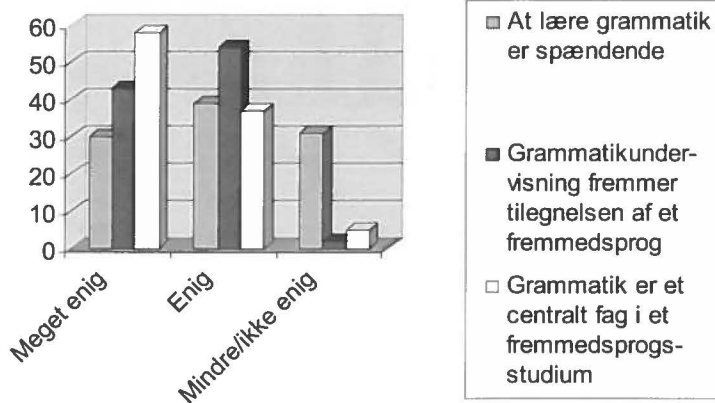 60
50
40
30
20
10
0
Meget enig
Enig
Mindre/ikke enig
At lære grammatik
er spændende
Grammatikunder-
visning fremmer
tilegnelsen af et
fremmedsprog
Grammatik er et
centralt fag i et
fremmedsprogs-
studium